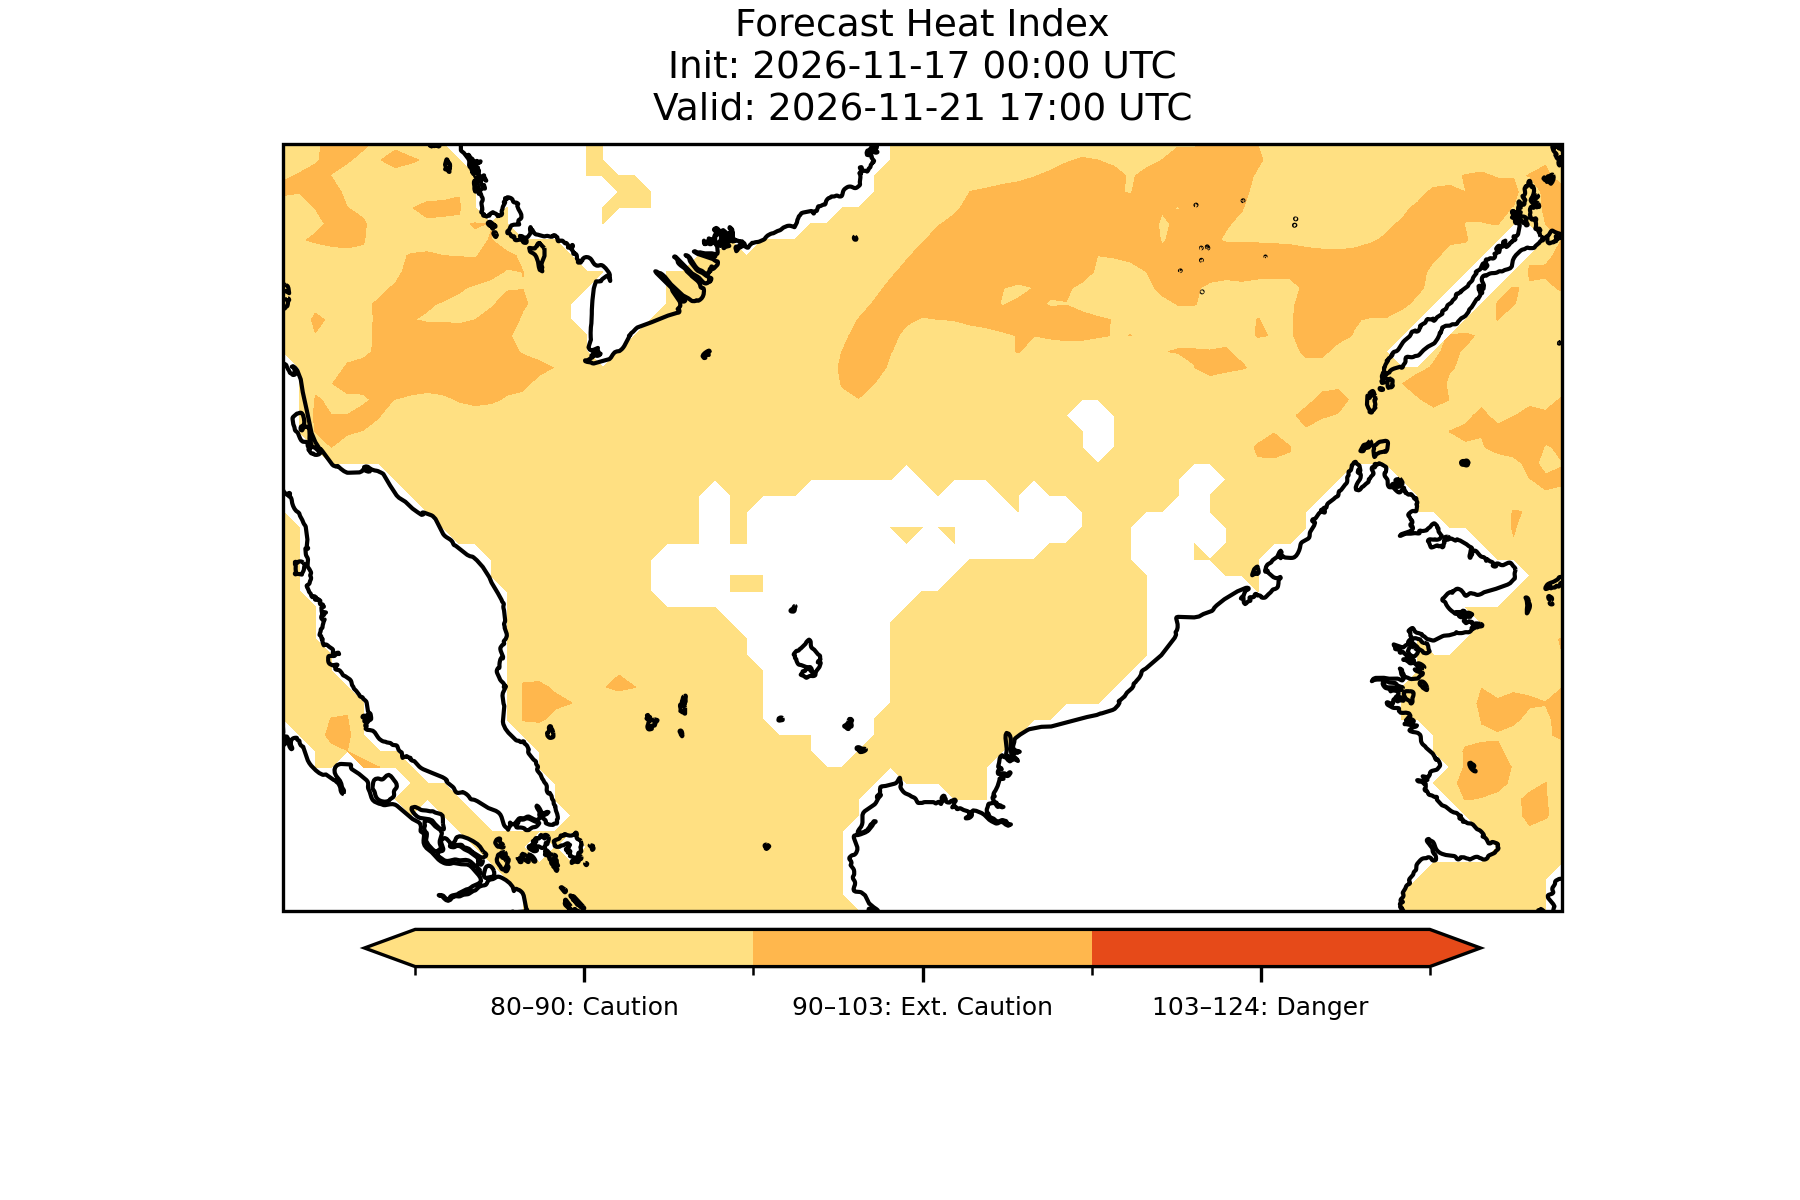 Forecast Heat Index
Init: 2026-11-17 00:00 UTC
Valid: 2026-11-21 17:00 UTC
80–90: Caution
90–103: Ext. Caution
103–124: Danger